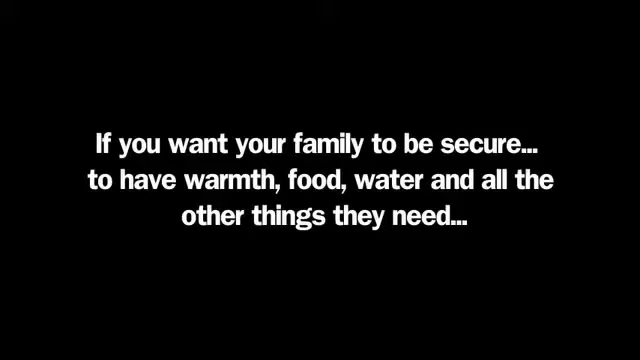 If you want your family to be secure...
to have warmth, food, water and all the
other things they need...